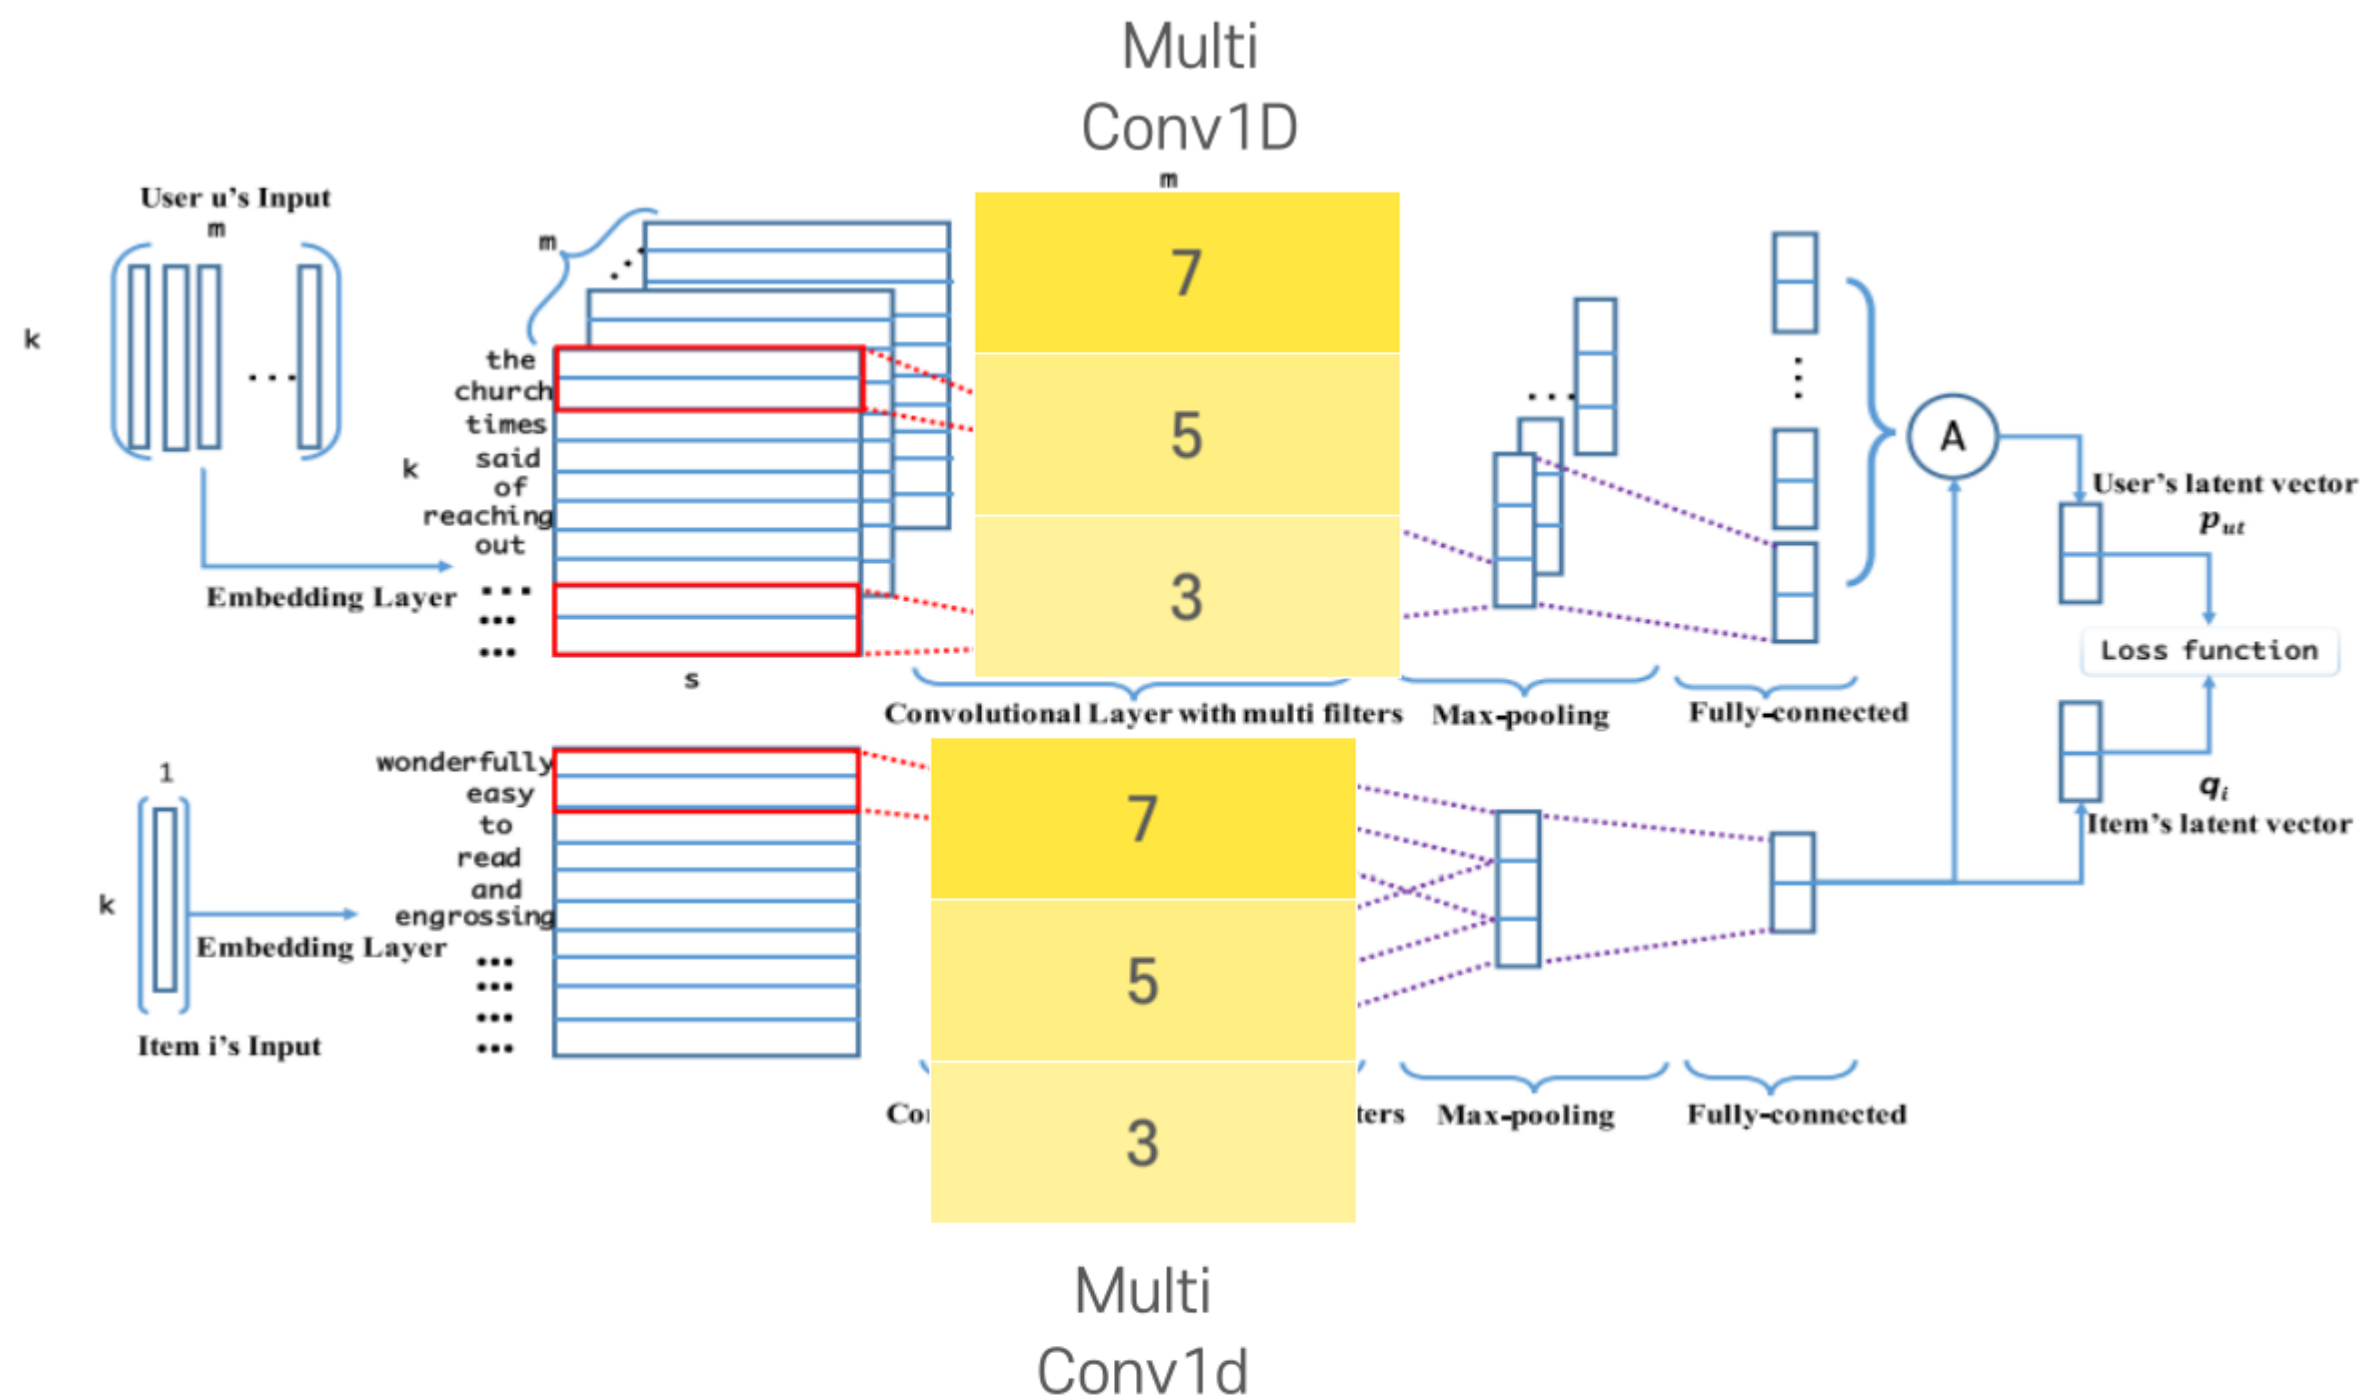 Multi
Conv1D
m
User u's Input
m
k
m
7
5
3
the
church
times
said
of
reaching
out
...
...
...
k
s
...
...
Embedding Layer
Convolutional Layer with multi filters
Max-pooling
Fully-connected
A
User's latent vector
p_ut
Loss function
q_i
Item's latent vector
1
k
Embedding Layer
Item i's Input
wonderfully
easy
to
read
and
engrossing
...
...
...
...
7
5
3
Co
ters
Max-pooling
Fully-connected
Multi
Conv1d